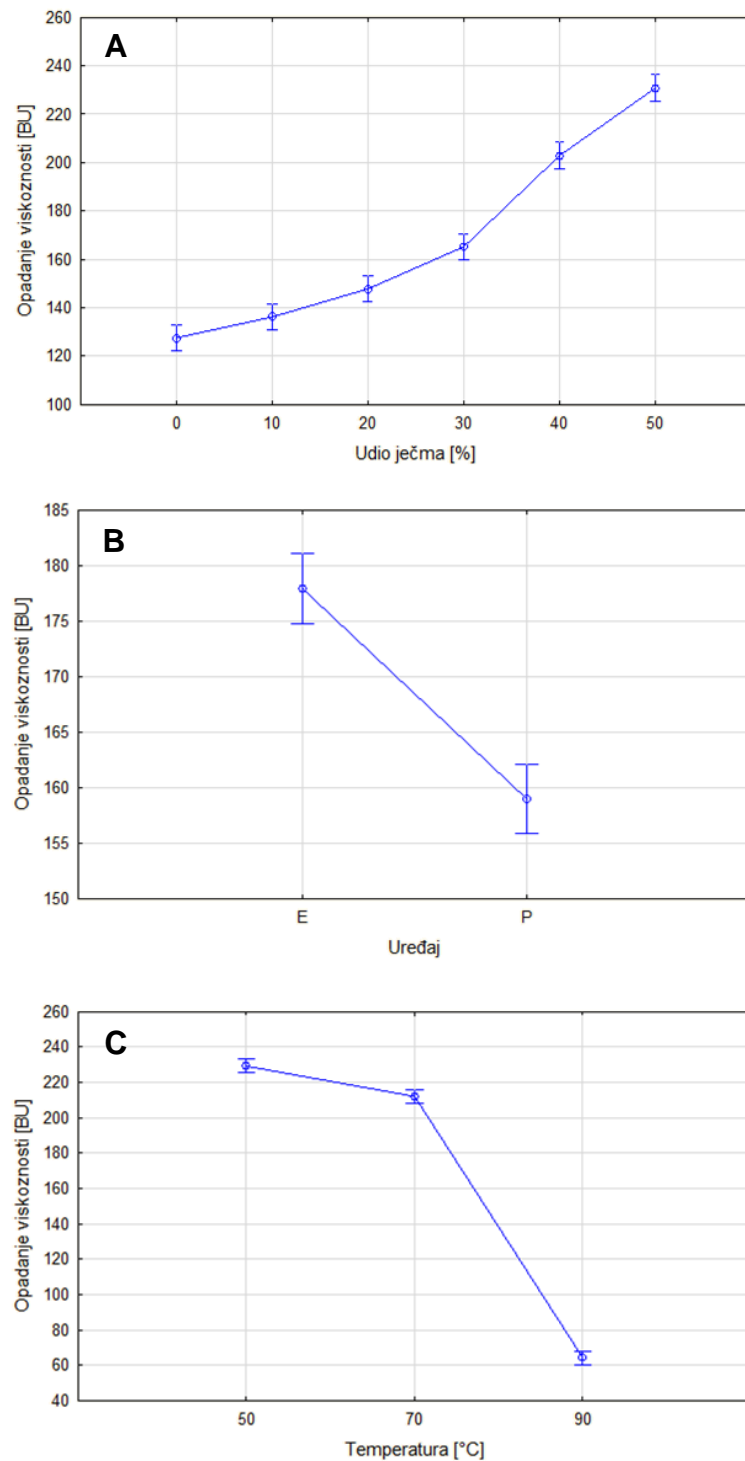 A
Opadanje viskoznosti [BU]
260
240
220
200
180
160
140
120
100
0 10 20 30 40 50
Udio ječma [%]
B
Opadanje viskoznosti [BU]
185
180
175
170
165
160
155
150
E P
Uređaj
C
Opadanje viskoznosti [BU]
260
240
220
200
180
160
140
120
100
80
60
40
50 70 90
Temperatura [°C]